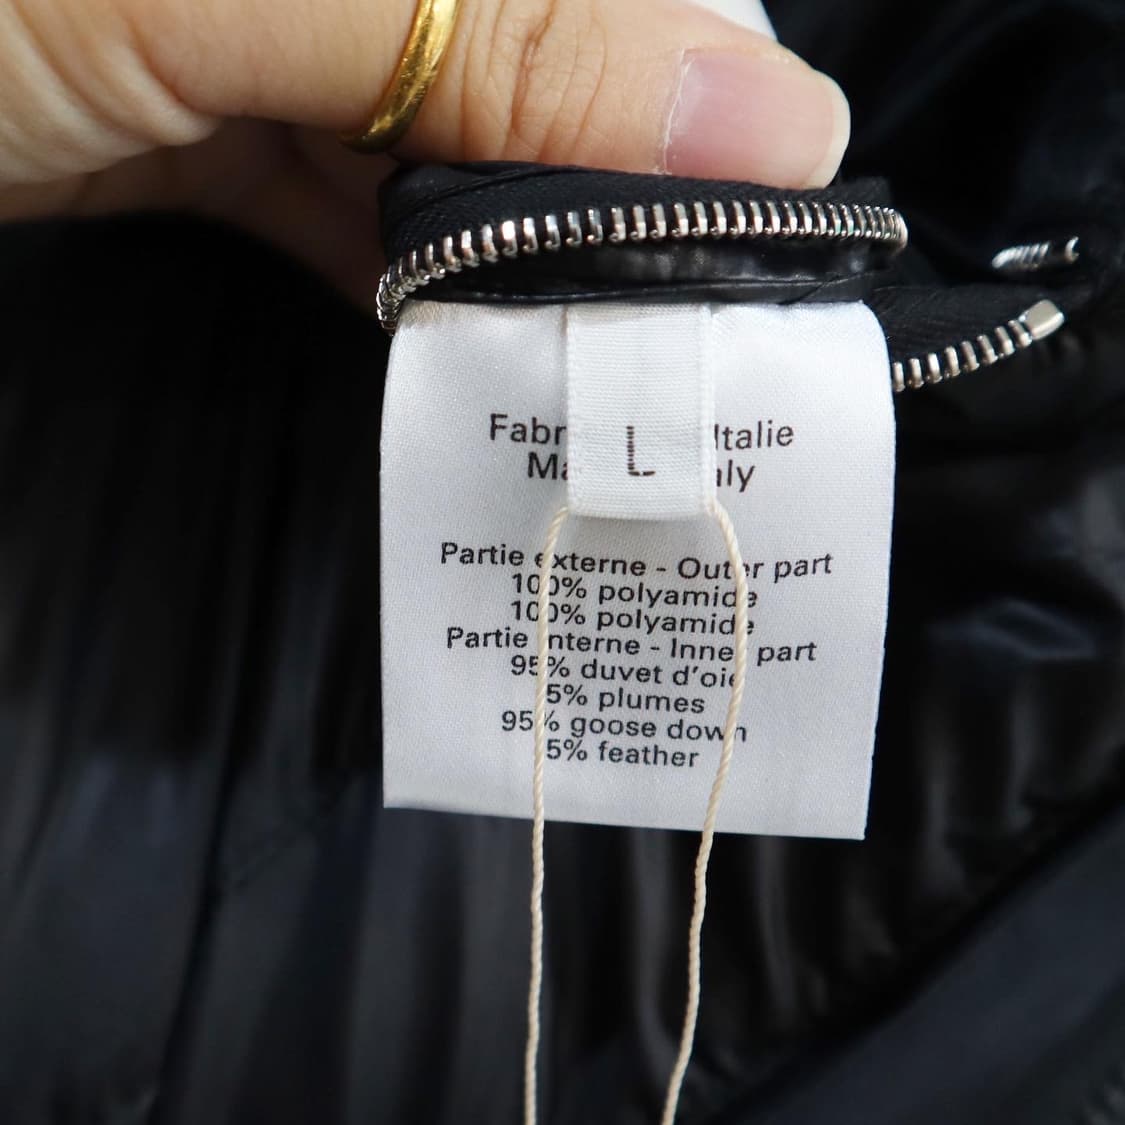 Fabr Italie
L
Ma aly
Partie externe - Outer part
100% polyamide
100% polyamide
Partie interne - Inner part
95% duvet d'oie
5% plumes
95% goose down
5% feather